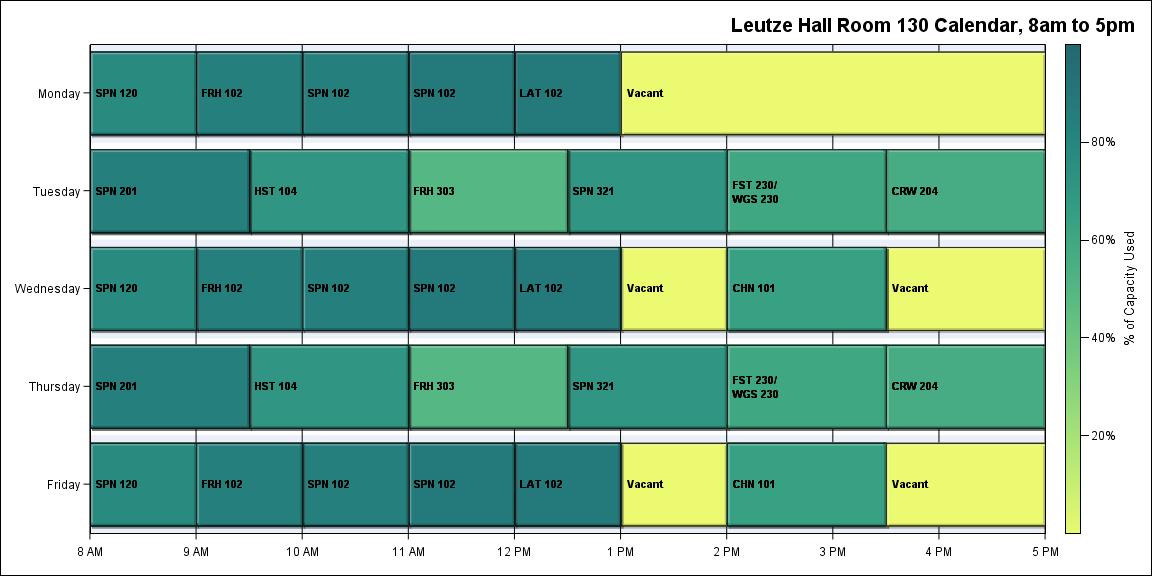 Leutze Hall Room 130 Calendar, 8am to 5pm
Monday
SPN 120
FRH 102
SPN 102
SPN 102
LAT 102
Vacant
Tuesday
SPN 201
HST 104
FRH 303
SPN 321
FST 230/
WGS 230
CRW 204
Wednesday
SPN 120
FRH 102
SPN 102
SPN 102
LAT 102
Vacant
CHN 101
Vacant
Thursday
SPN 201
HST 104
FRH 303
SPN 321
FST 230/
WGS 230
CRW 204
Friday
SPN 120
FRH 102
SPN 102
SPN 102
LAT 102
Vacant
CHN 101
Vacant
8 AM
9 AM
10 AM
11 AM
12 PM
1 PM
2 PM
3 PM
4 PM
5 PM
80%
60%
40%
20%
% of Capacity Used